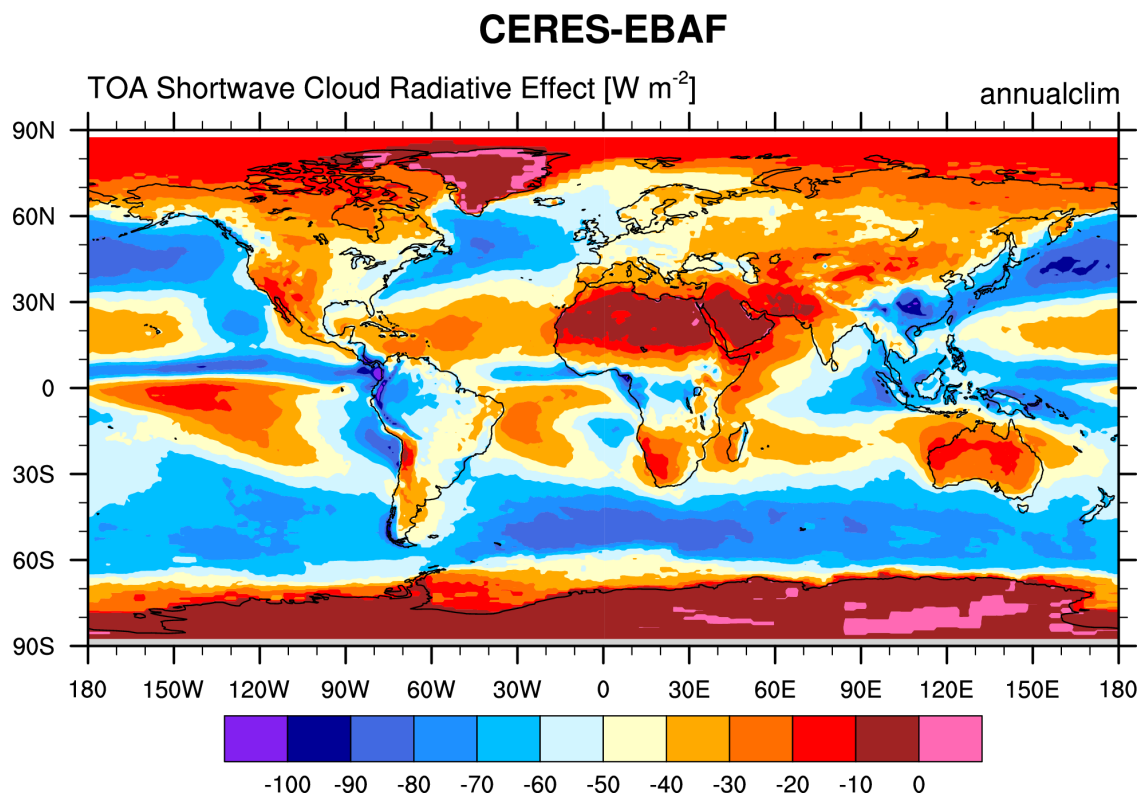 CERES-EBAF
TOA Shortwave Cloud Radiative Effect [W m-2] annualclim
90N
60N
30N
0
30S
60S
90S
180 150W 120W 90W 60W 30W 0 30E 60E 90E 120E 150E 180
-100 -90 -80 -70 -60 -50 -40 -30 -20 -10 0